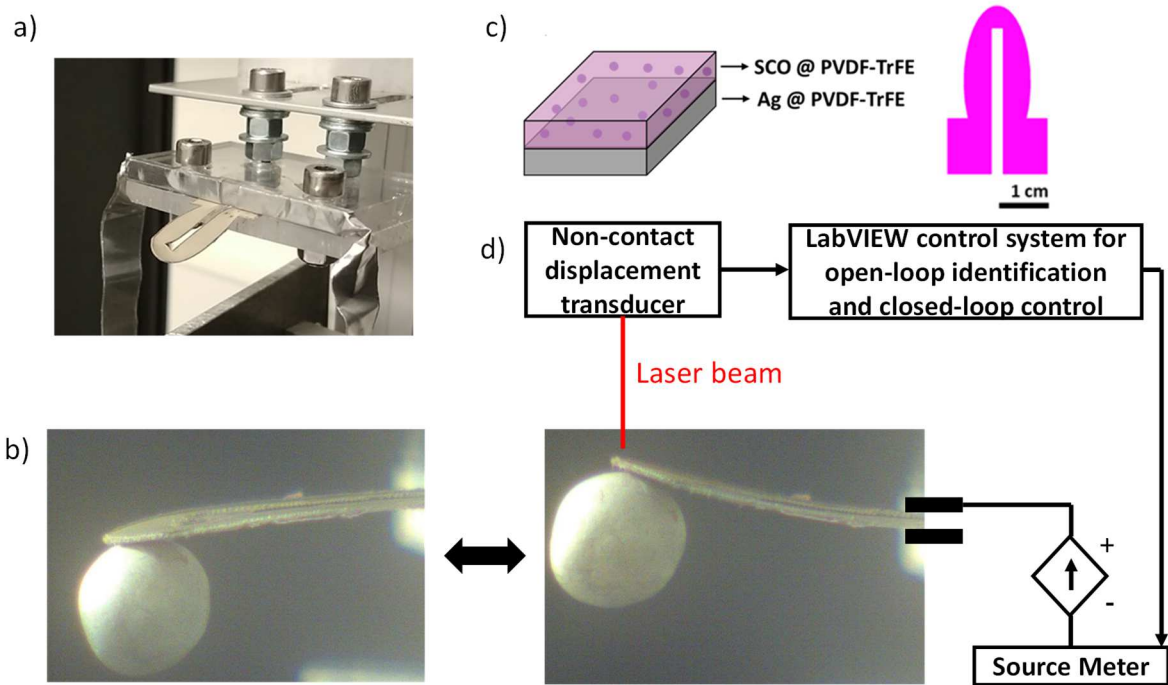 a)
c)
SCO @ PVDF-TrFE
Ag @ PVDF-TrFE
1 cm
d)
Non-contact
displacement
transducer
LabVIEW control system for
open-loop identification
and closed-loop control
Laser beam
b)
+
-
Source Meter